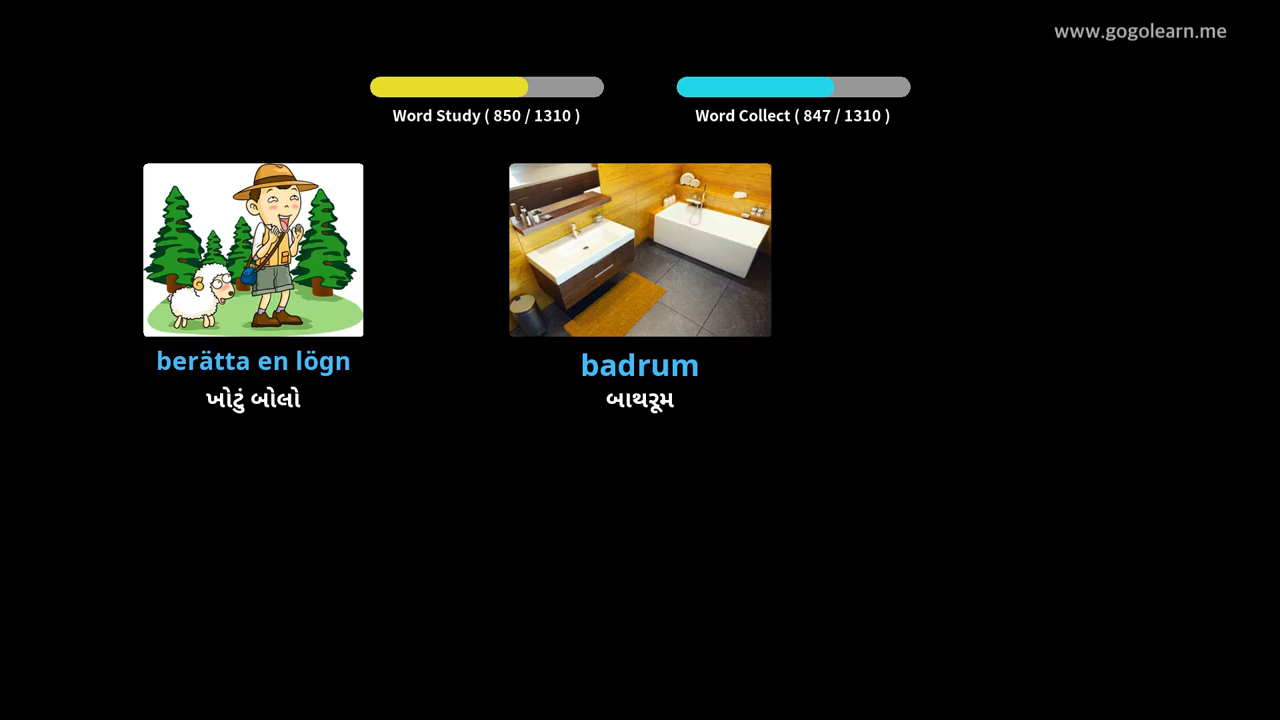 www.gogolearn.me
Word Study ( 850 / 1310 )
Word Collect ( 847 / 1310 )
berätta en lögn
ખોટું બોલો
badrum
બાથરૂમ